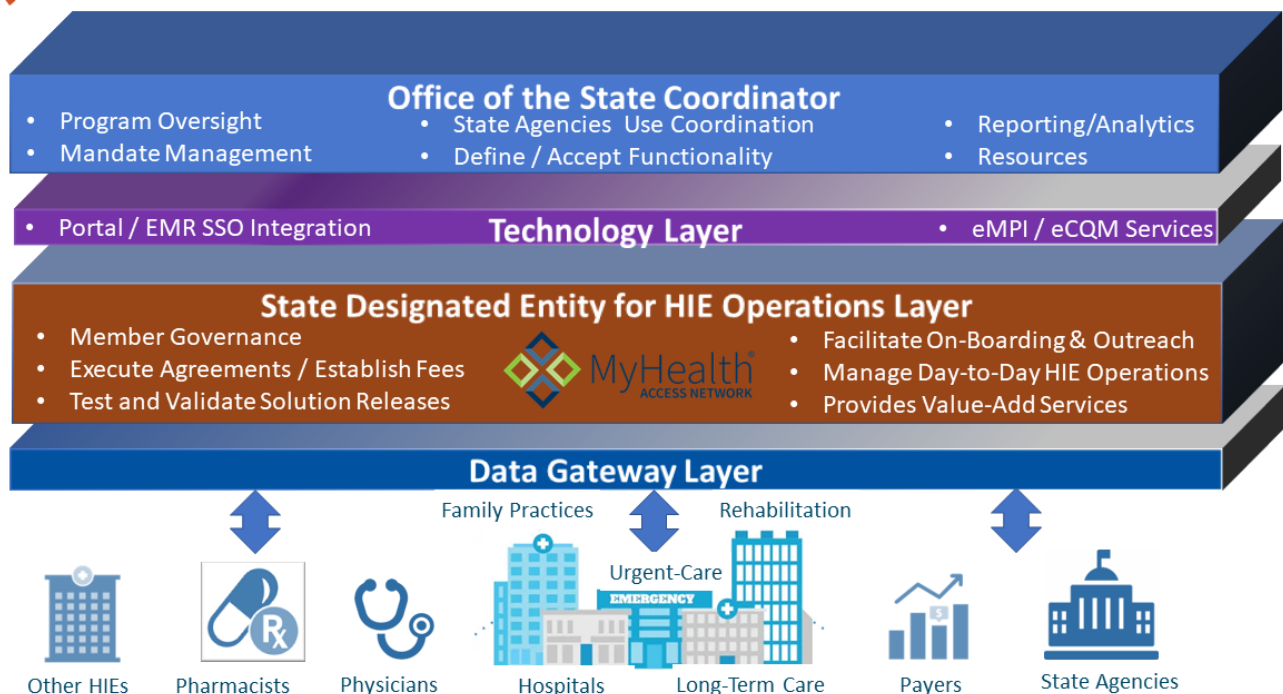 Office of the State Coordinator
• Program Oversight
• Mandate Management
• State Agencies Use Coordination
• Define / Accept Functionality
• Reporting/Analytics
• Resources
• Portal / EMR SSO Integration
Technology Layer
• eMPI / eCQM Services
State Designated Entity for HIE Operations Layer
• Member Governance
• Execute Agreements / Establish Fees
• Test and Validate Solution Releases
MyHealth®
ACCESS NETWORK
• Facilitate On-Boarding & Outreach
• Manage Day-to-Day HIE Operations
• Provides Value-Add Services
Data Gateway Layer
Family Practices
Rehabilitation
Urgent-Care
EMERGENCY
Rx
$
Other HIEs
Pharmacists
Physicians
Hospitals
Long-Term Care
Payers
State Agencies